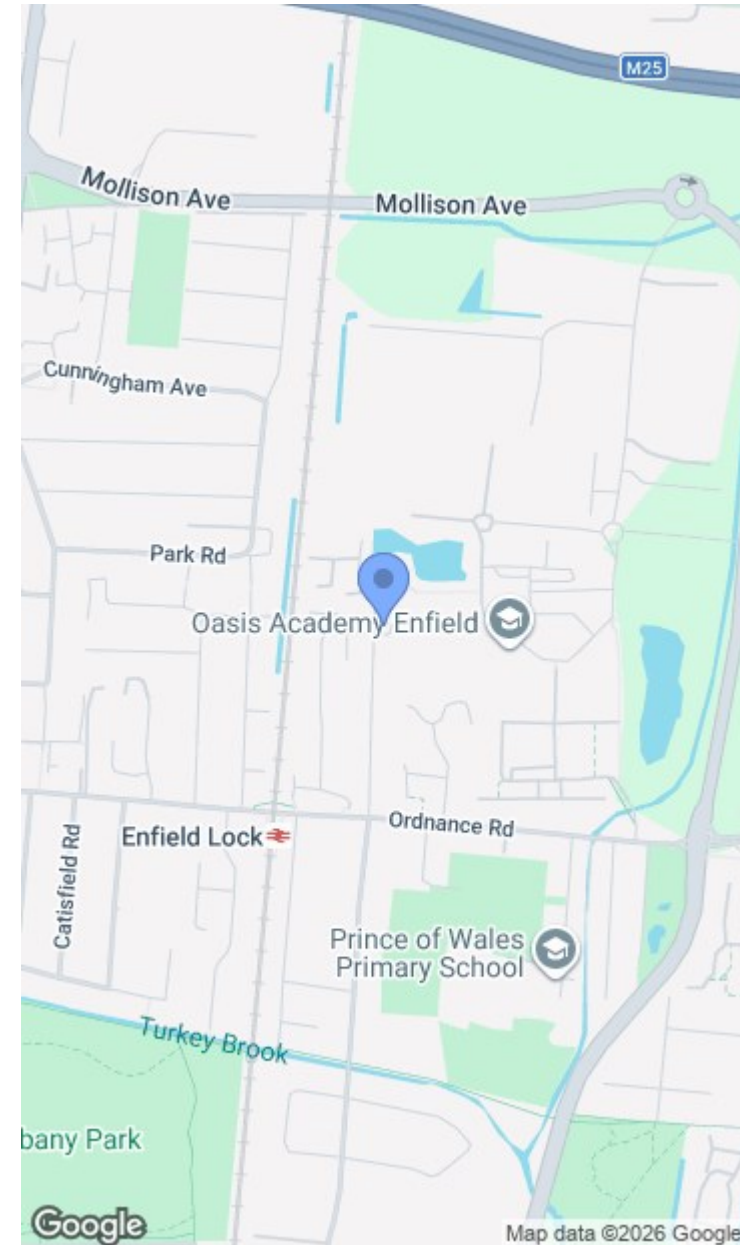 M25
Mollison Ave
Mollison Ave
Cunningham Ave
Park Rd
Oasis Academy Enfield
Ordnance Rd
Enfield Lock
Catisfield Rd
Prince of Wales
Primary School
Turkey Brook
bany Park
Google
Map data ©2026 Google